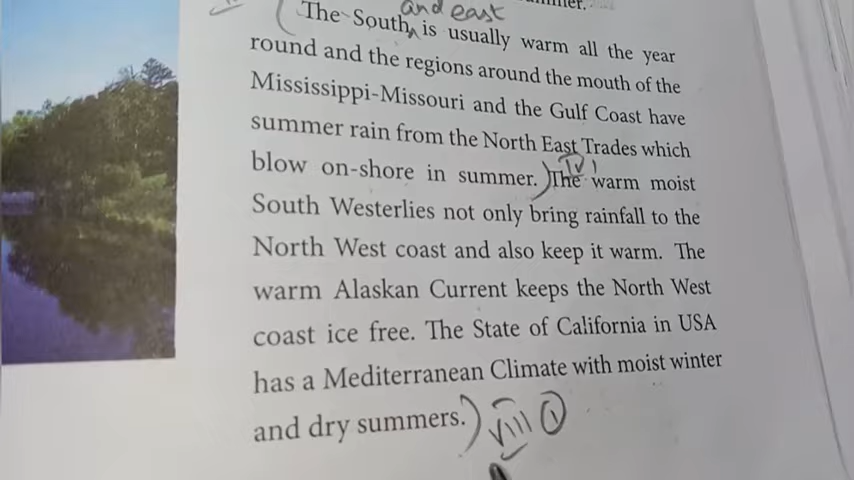 and east
The South is usually warm all the year
round and the regions around the mouth of the
Mississippi-Missouri and the Gulf Coast have
summer rain from the North East Trades which
blow on-shore in summer. The warm moist
IV
South Westerlies not only bring rainfall to the
North West coast and also keep it warm. The
warm Alaskan Current keeps the North West
coast ice free. The State of California in USA
has a Mediterranean Climate with moist winter
and dry summers.) viii 1